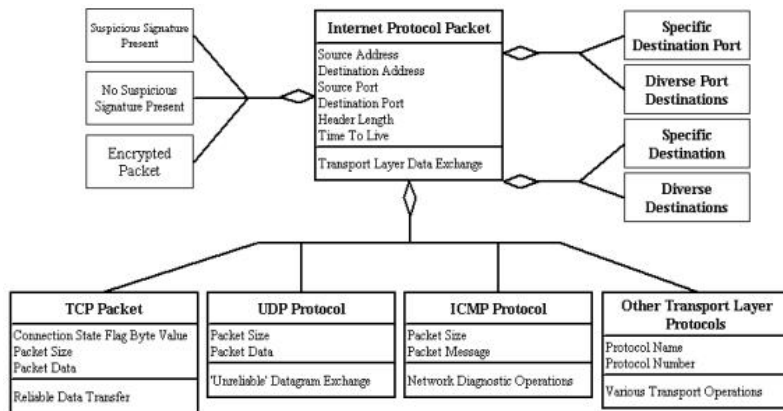 Suspicious Signature
Present
No Suspicious
Signature Present
Encrypted
Packet
Internet Protocol Packet
Source Address
Destination Address
Source Port
Destination Port
Header Length
Time To Live
Transport Layer Data Exchange
Specific
Destination Port
Diverse Port
Destinations
Specific
Destination
Diverse
Destinations
TCP Packet
Connection State Flag Byte Value
Packet Size
Packet Data
Reliable Data Transfer
UDP Protocol
Packet Size
Packet Data
'Unreliable' Datagram Exchange
ICMP Protocol
Packet Size
Packet Message
Network Diagnostic Operations
Other Transport Layer
Protocols
Protocol Name
Protocol Number
Various Transport Operations